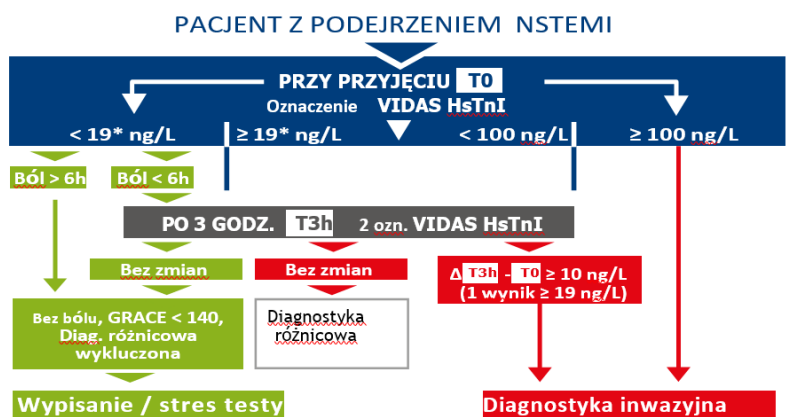 PACJENT Z PODEJRZENIEM NSTEMI
PRZY PRZYJĘCIU T0
Oznaczenie VIDAS HsTnI
< 19* ng/L ≥ 19* ng/L < 100 ng/L ≥ 100 ng/L
Ból > 6h Ból < 6h
PO 3 GODZ. T3h 2 ozn. VIDAS HsTnI
Bez zmian Bez zmian
Δ T3h - T0 ≥ 10 ng/L
(1 wynik ≥ 19 ng/L)
Bez bólu, GRACE < 140,
Diag. różnicowa
wykluczona
Diagnostyka
różnicowa
Wypisanie / stres testy
Diagnostyka inwazyjna